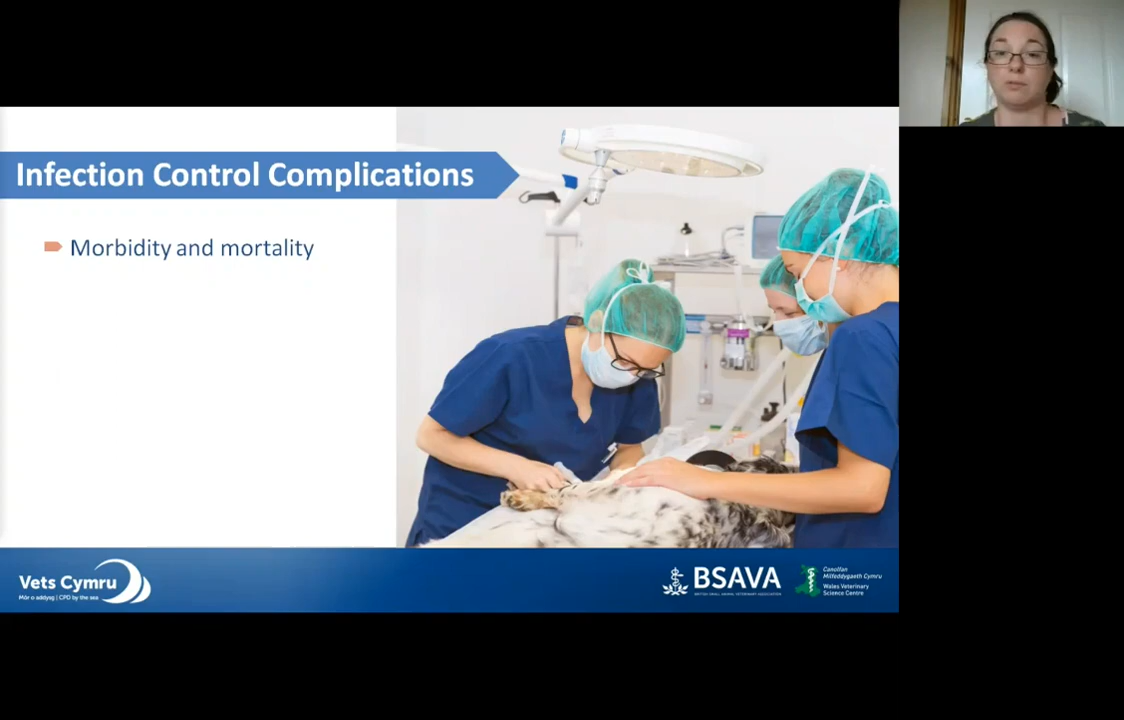 Infection Control Complications
Morbidity and mortality
Vets Cymru
Môr o addysg | CPD by the sea
BSAVA
BRITISH SMALL ANIMAL VETERINARY ASSOCIATION
Canolfan
Milfeddygaeth Cymru
Wales Veterinary
Science Centre